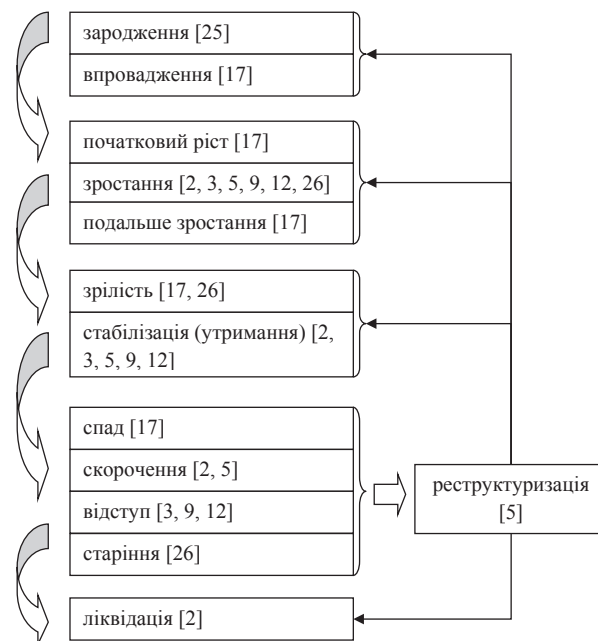 зародження [25]
впровадження [17]
початковий ріст [17]
зростання [2, 3, 5, 9, 12, 26]
подальше зростання [17]
зрілість [17, 26]
стабілізація (утримання) [2,
3, 5, 9, 12]
спад [17]
скорочення [2, 5]
відступ [3, 9, 12]
старіння [26]
реструктуризація
[5]
ліквідація [2]